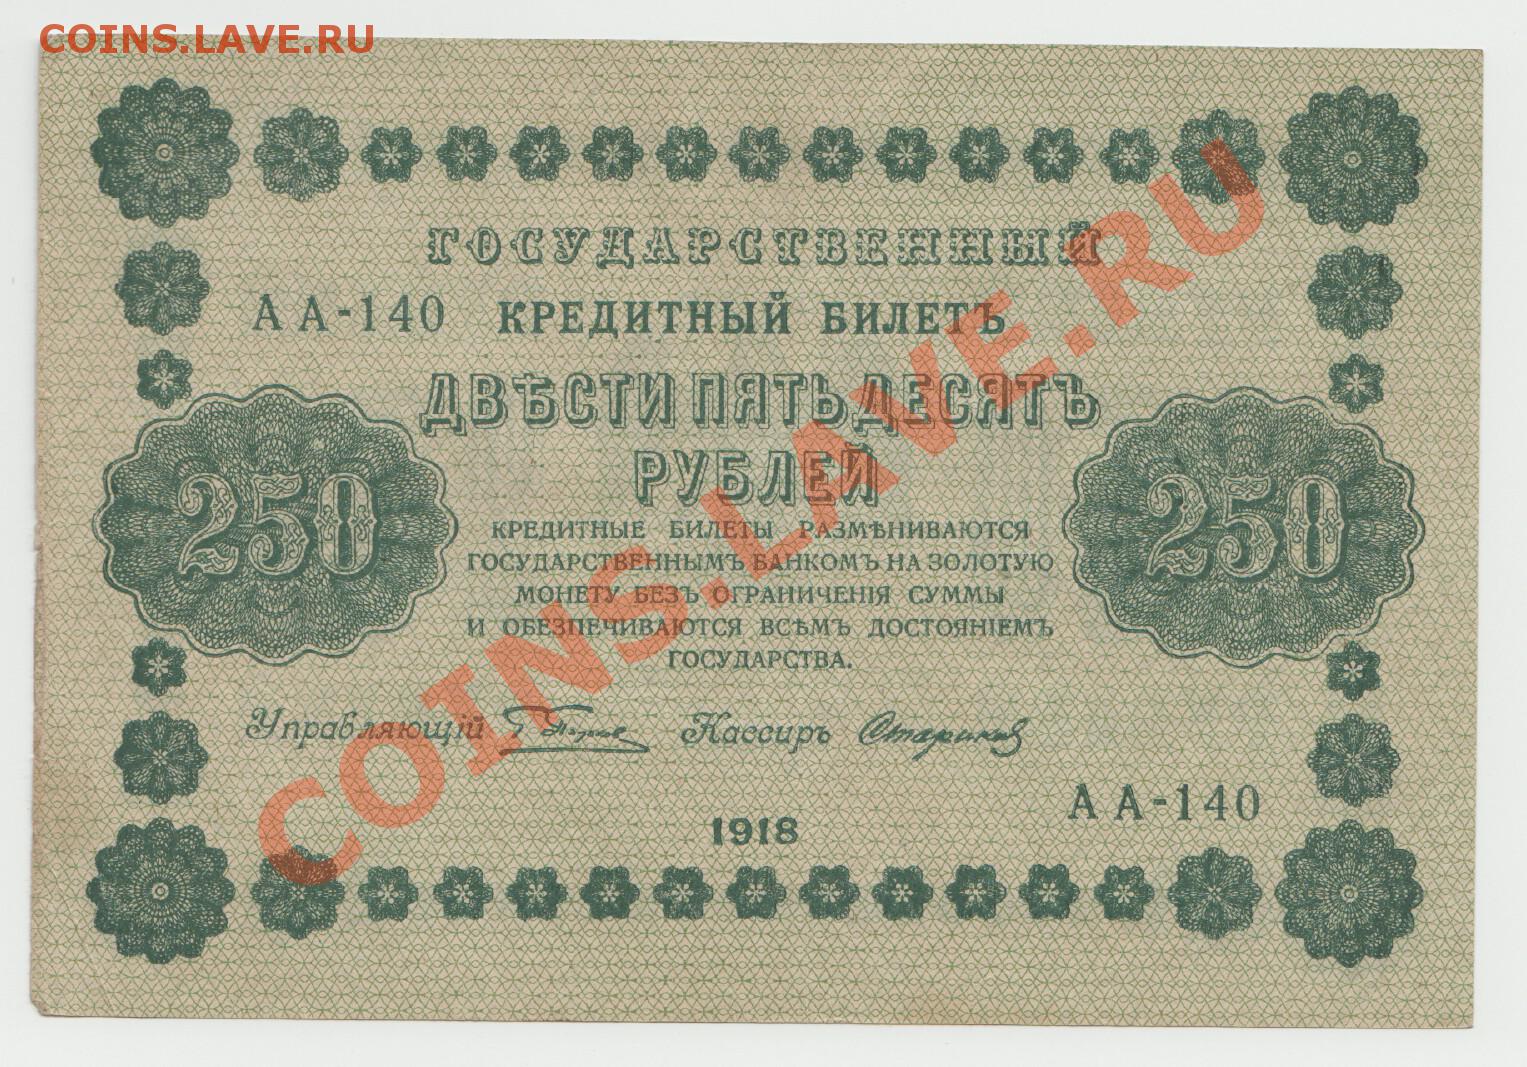 COINS.LAVE.RU
ГОСУДАРСТВЕННЫЙ
АА-140 КРЕДИТНЫЙ БИЛЕТЪ
ДВѢСТИ ПЯТЬДЕСЯТЪ
РУБЛЕЙ
250
250
КРЕДИТНЫЕ БИЛЕТЫ РАЗМѢНИВАЮТСЯ
ГОСУДАРСТВЕННЫМЪ БАНКОМЪ НА ЗОЛОТУЮ
МОНЕТУ БЕЗЪ ОГРАНИЧЕНІЯ СУММЫ
И ОБЕЗПЕЧИВАЮТСЯ ВСѢМЪ ДОСТОЯНІЕМЪ
ГОСУДАРСТВА.
Управляющій Кассиръ Стариковъ
АА-140
1918
COINS.LAVE.RU